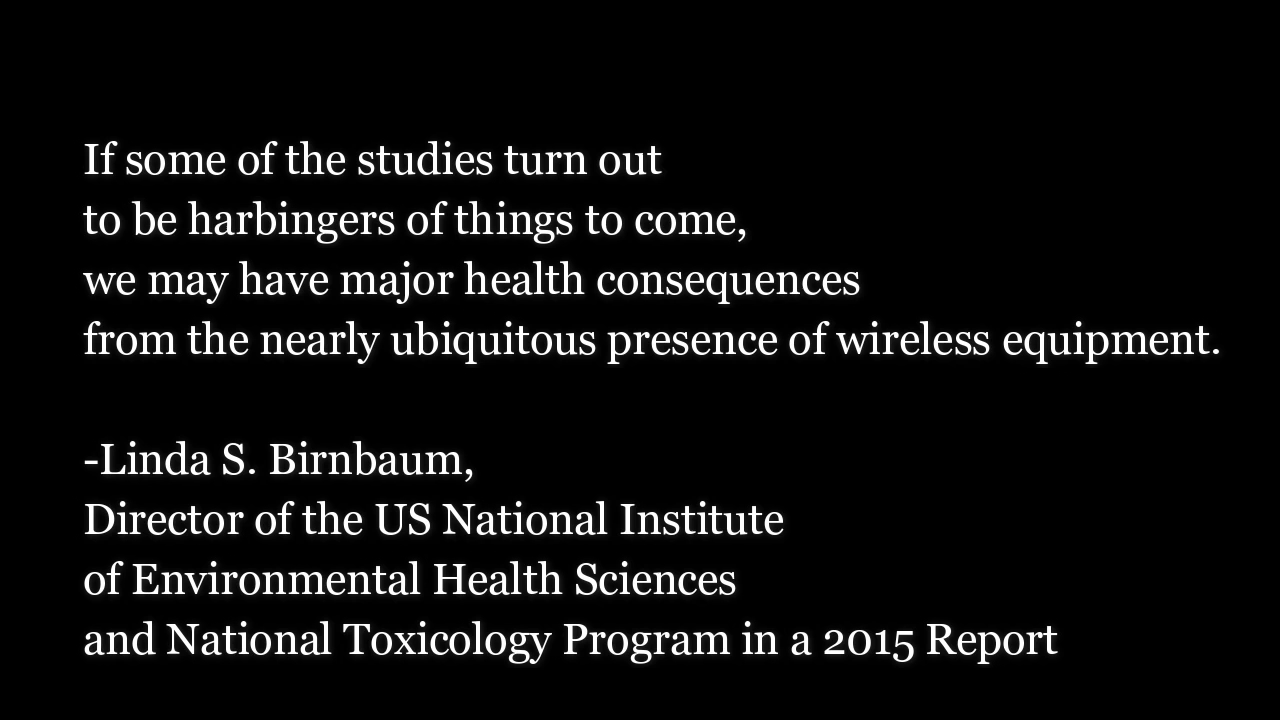 If some of the studies turn out
to be harbingers of things to come,
we may have major health consequences
from the nearly ubiquitous presence of wireless equipment.
-Linda S. Birnbaum,
Director of the US National Institute
of Environmental Health Sciences
and National Toxicology Program in a 2015 Report